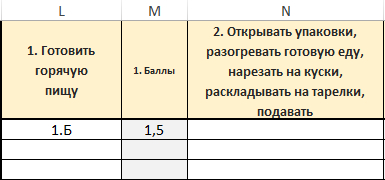 L M N
1. Готовить
горячую
пищу
1. Баллы
2. Открывать упаковки,
разогревать готовую еду,
нарезать на куски,
раскладывать на тарелки,
подавать
1.Б 1,5